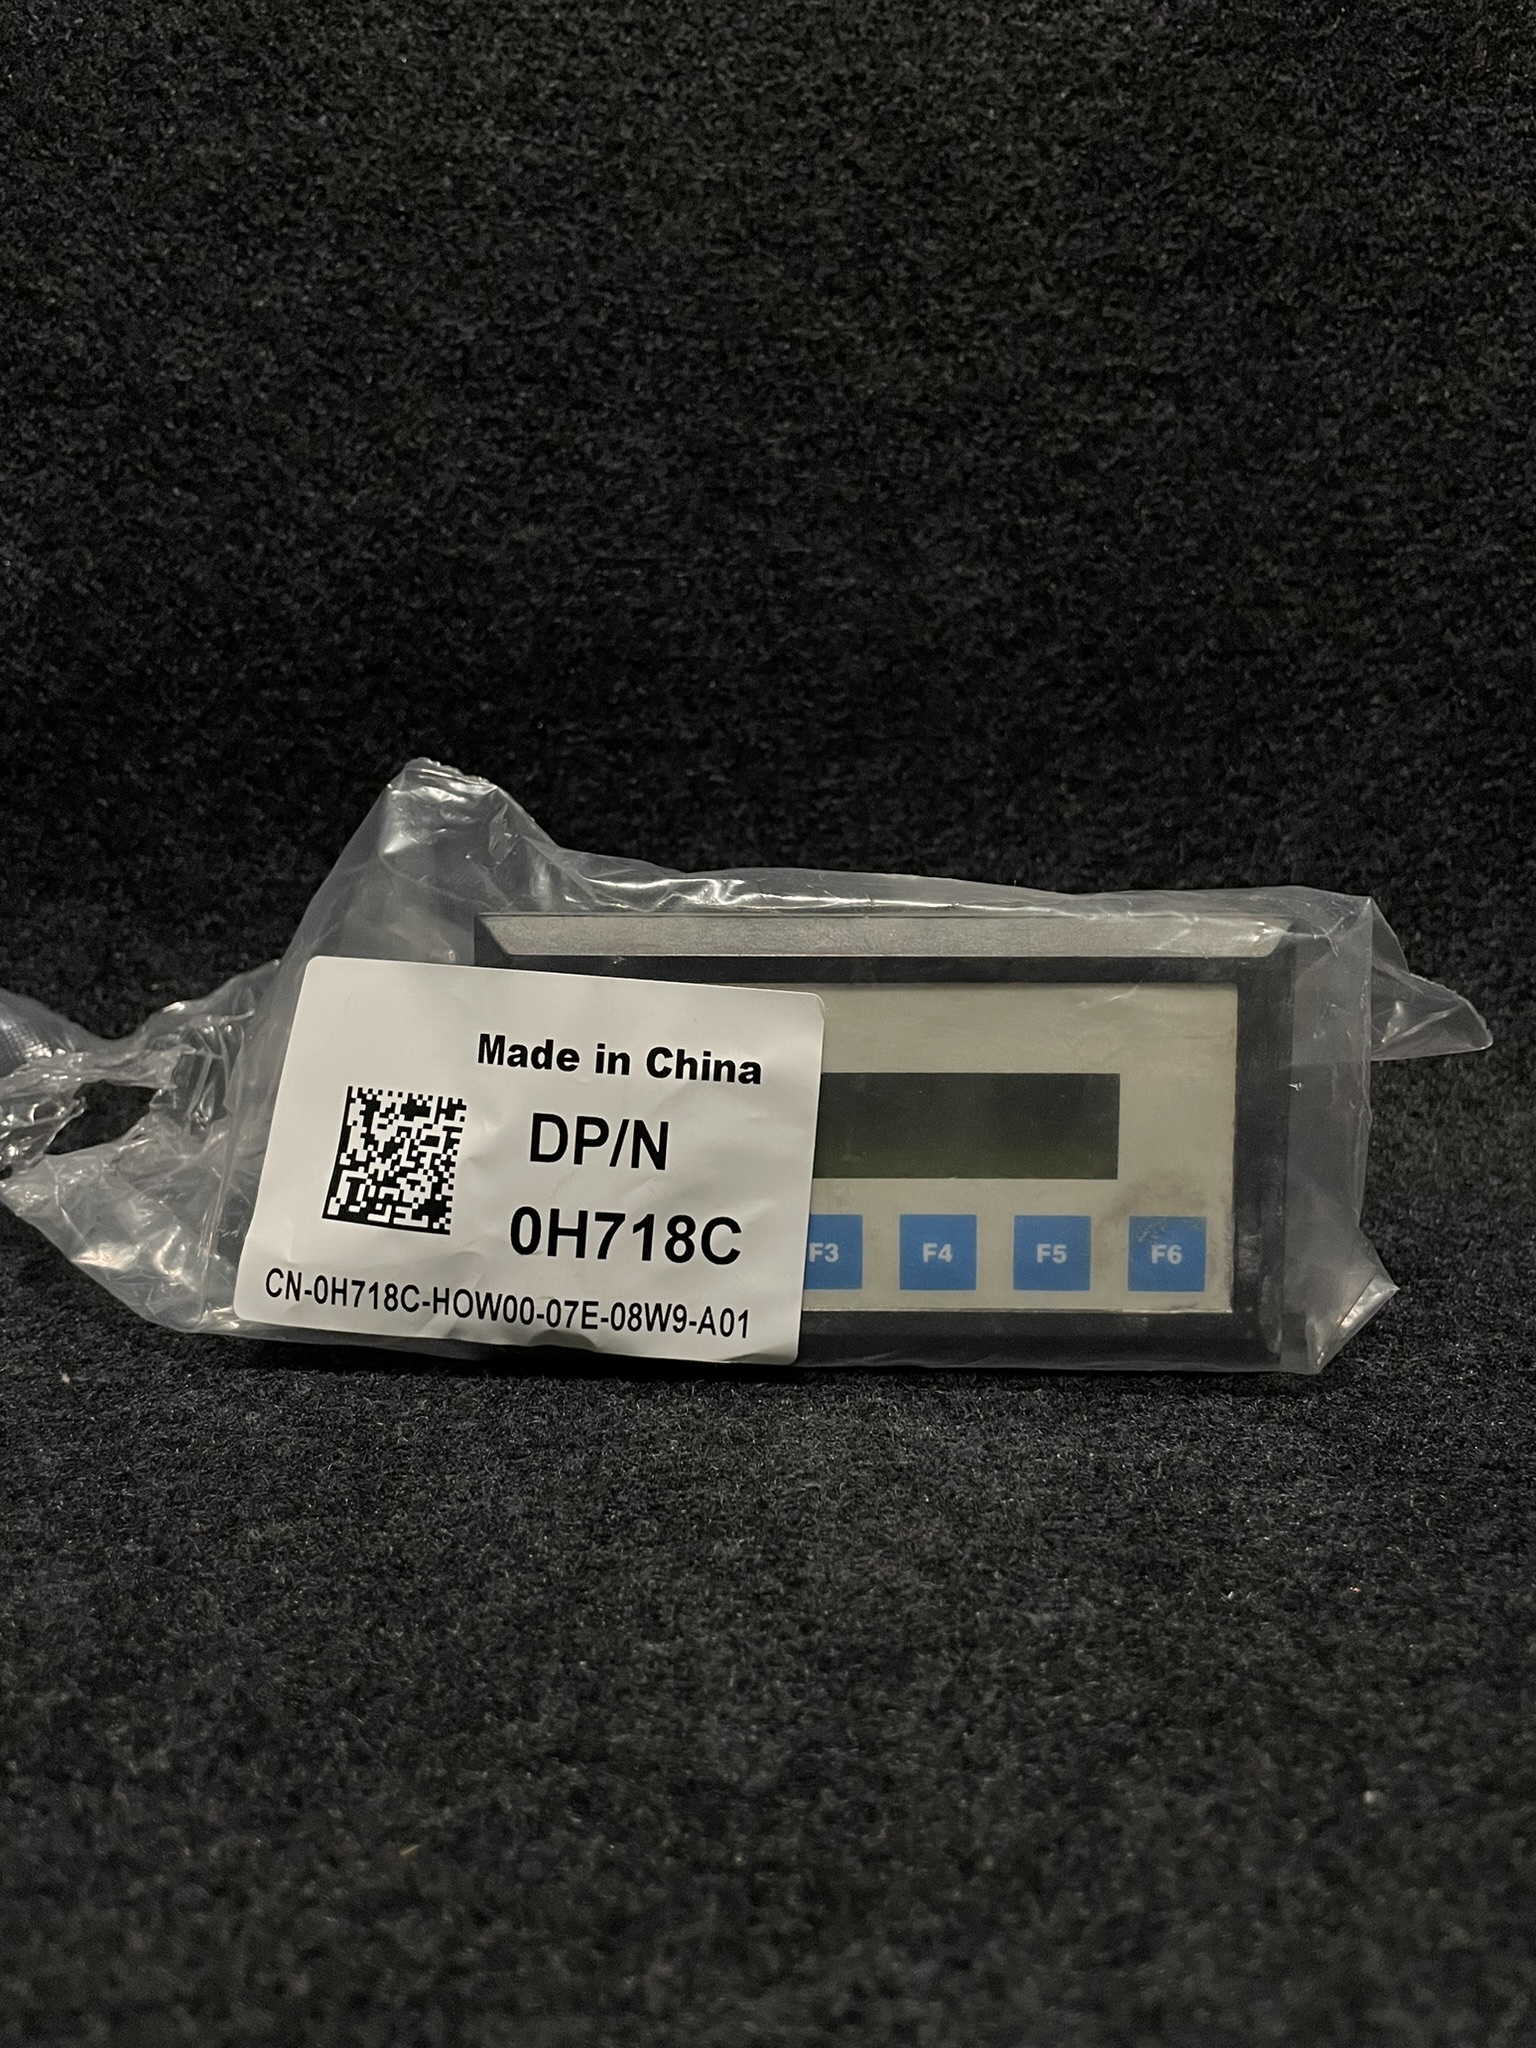 Made in China
DP/N
0H718C
CN-0H718C-HOW00-07E-08W9-A01
F3
F4
F5
F6